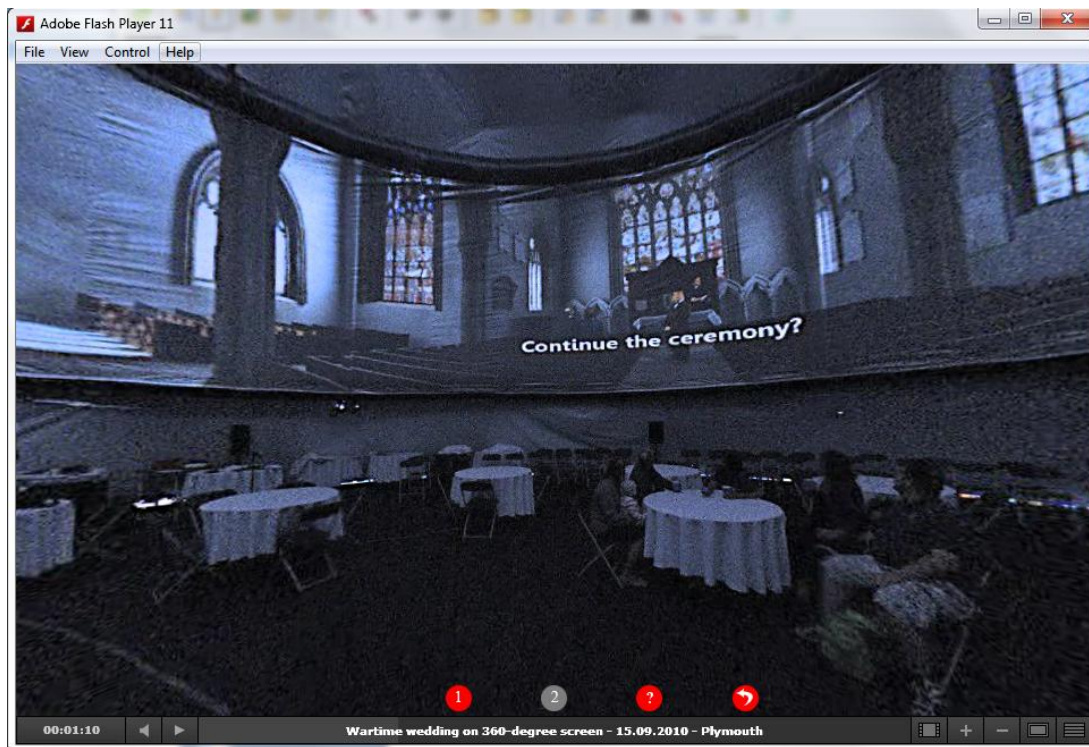 Adobe Flash Player 11
File View Control Help
Continue the ceremony?
1 2 ?
00:01:10 Wartime wedding on 360-degree screen - 15.09.2010 - Plymouth